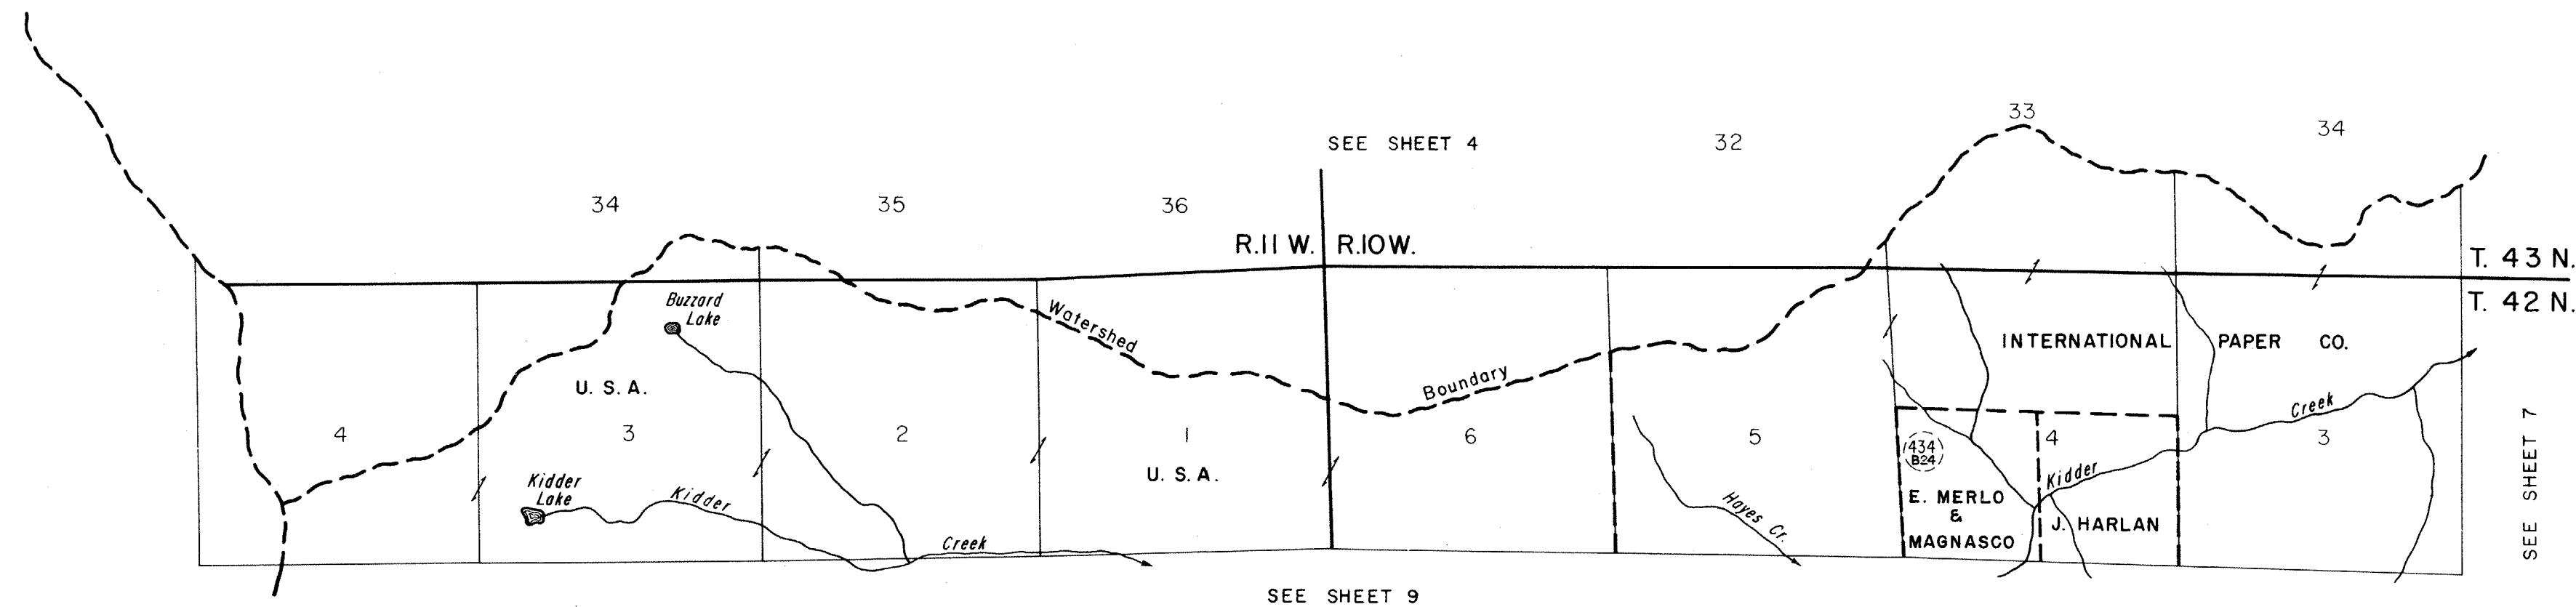 33
34
SEE SHEET 4
32
34
35
36
R.11 W. R.10 W.
T. 43 N.
T. 42 N.
Buzzard
Lake
Watershed
INTERNATIONAL PAPER CO.
U. S. A.
Boundary
Creek
4
3
2
1
6
5
4
3
434
B24
SEE SHEET 7
U. S. A.
Kidder
Lake
Kidder
Kidder
Hayes Cr.
E. MERLO
&
MAGNASCO
J. HARLAN
Creek
SEE SHEET 9